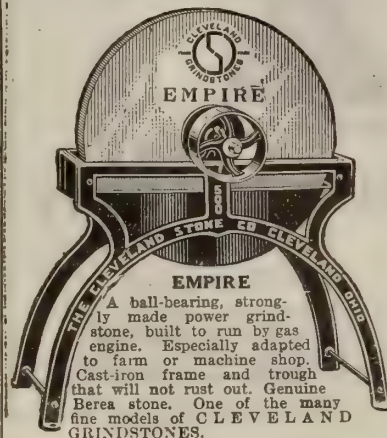 CLEVELAND
GRINDSTONES
EMPIRE
500
THE CLEVELAND STONE CO CLEVELAND OHIO
EMPIRE
A ball-bearing, strong-
ly made power grind-
stone, built to run by gas
engine. Especially adapted
to farm or machine shop.
Cast-iron frame and trough
that will not rust out. Genuine
Berea stone. One of the many
fine models of CLEVELAND
GRINDSTONES.